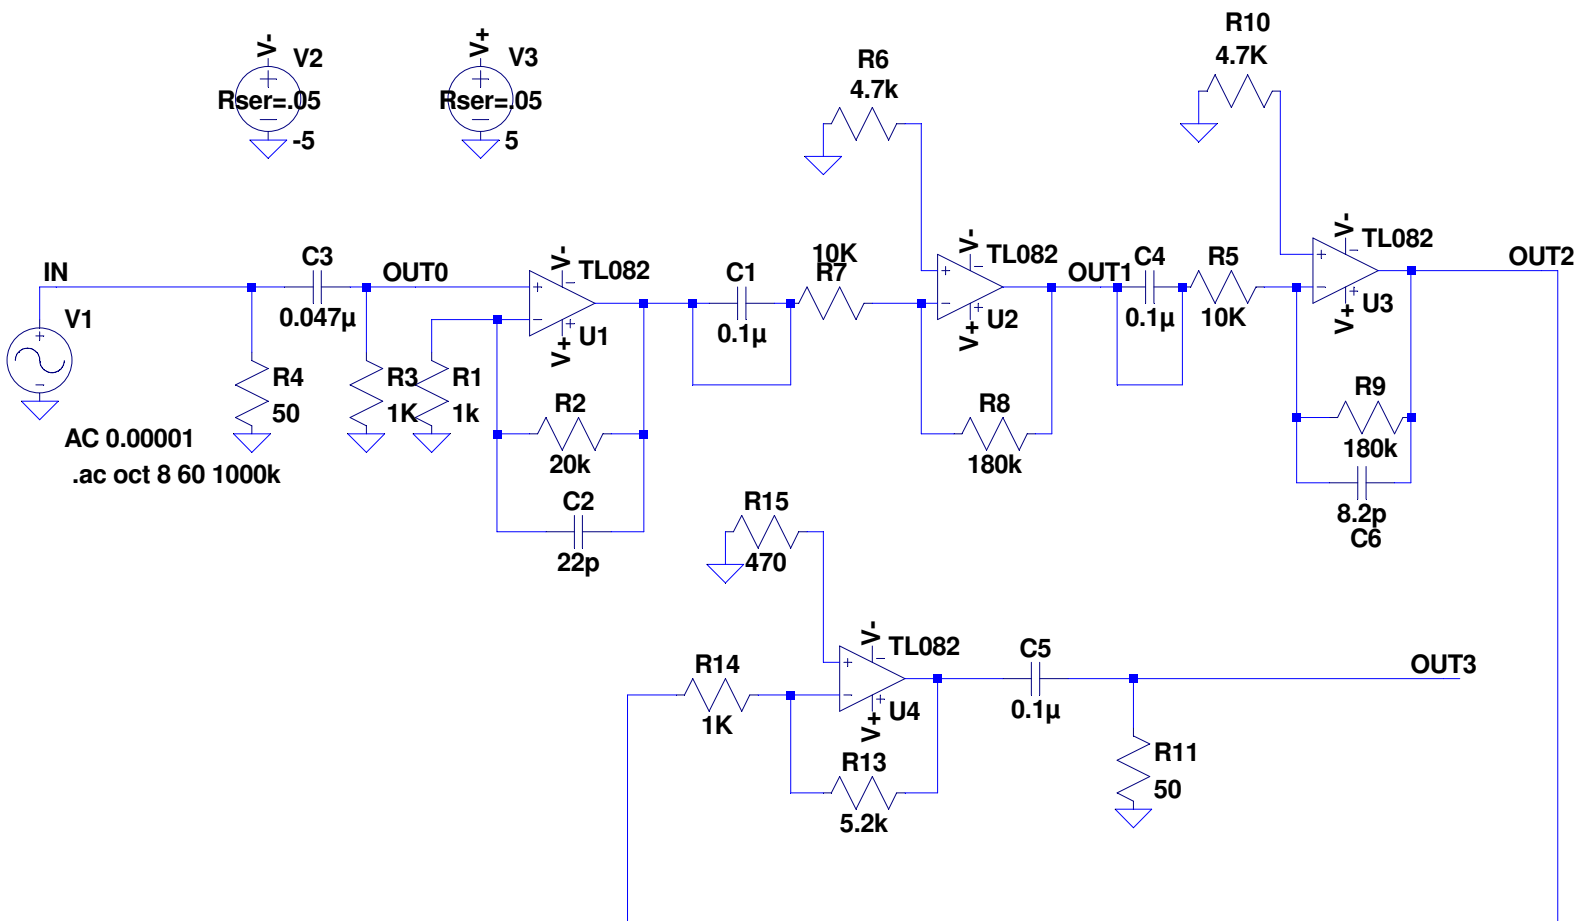 R10
4.7K
R6
4.7k
V-
V2
Rser=.05
-5
V+
V3
Rser=.05
5
IN
V1
C3
0.047µ
OUT0
V-
TL082
+
−
V+
U1
C1
0.1µ
10K
R7
V-
TL082
+
−
V+
U2
OUT1
C4
0.1µ
R5
10K
V-
TL082
+
−
V+
U3
OUT2
R4
50
R3
1K
R1
1k
R2
20k
C2
22p
R8
180k
R9
180k
8.2p
C6
AC 0.00001
.ac oct 8 60 1000k
R15
470
R14
1K
V-
TL082
+
−
V+
U4
C5
0.1µ
OUT3
R13
5.2k
R11
50